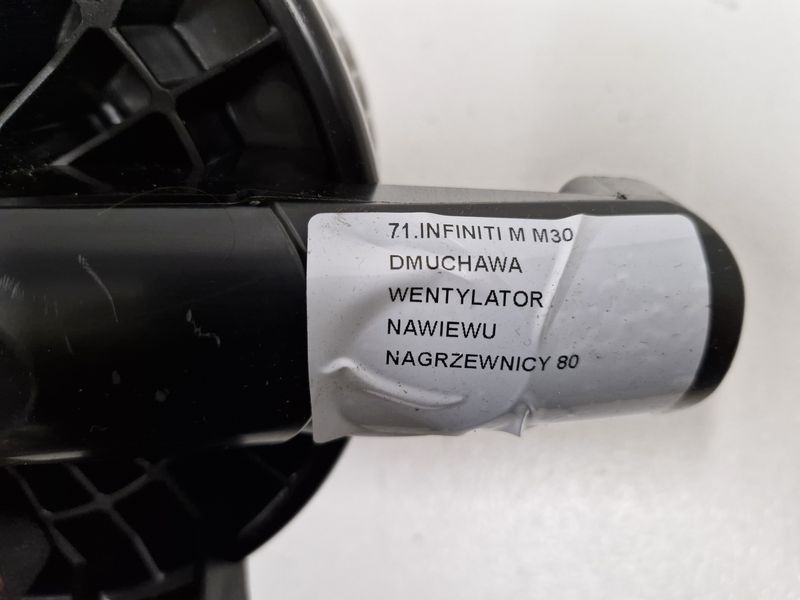 71.INFINITI M M30
DMUCHAWA
WENTYLATOR
NAWIEWU
NAGRZEWNICY 80